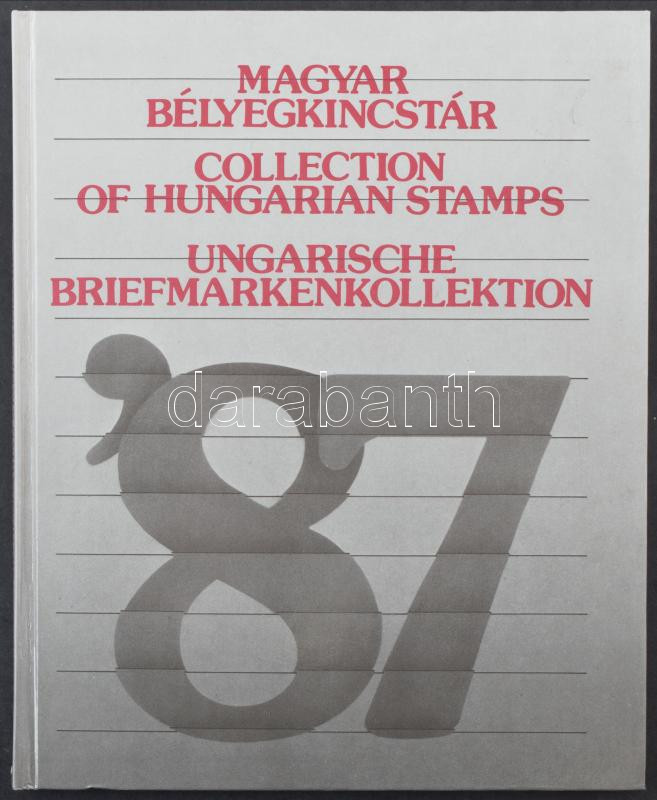 MAGYAR
BÉLYEGKINCSTÁR
COLLECTION
OF HUNGARIAN STAMPS
UNGARISCHE
BRIEFMARKENKOLLEKTION
'87
darabanth